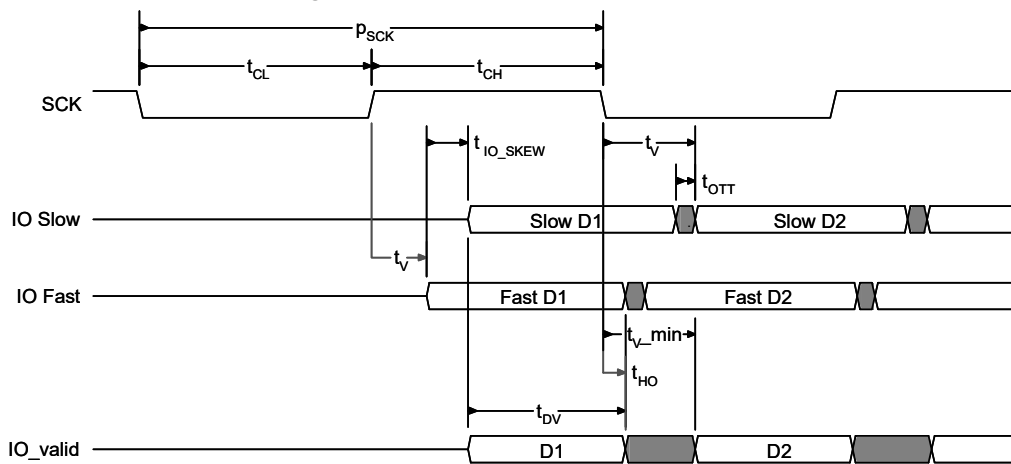 pSCK
tCL
tCH
SCK
tIO_SKEW
tV
tOTT
IO Slow
Slow D1
Slow D2
tV
IO Fast
Fast D1
Fast D2
tV_min
tHO
tDV
IO_valid
D1
D2